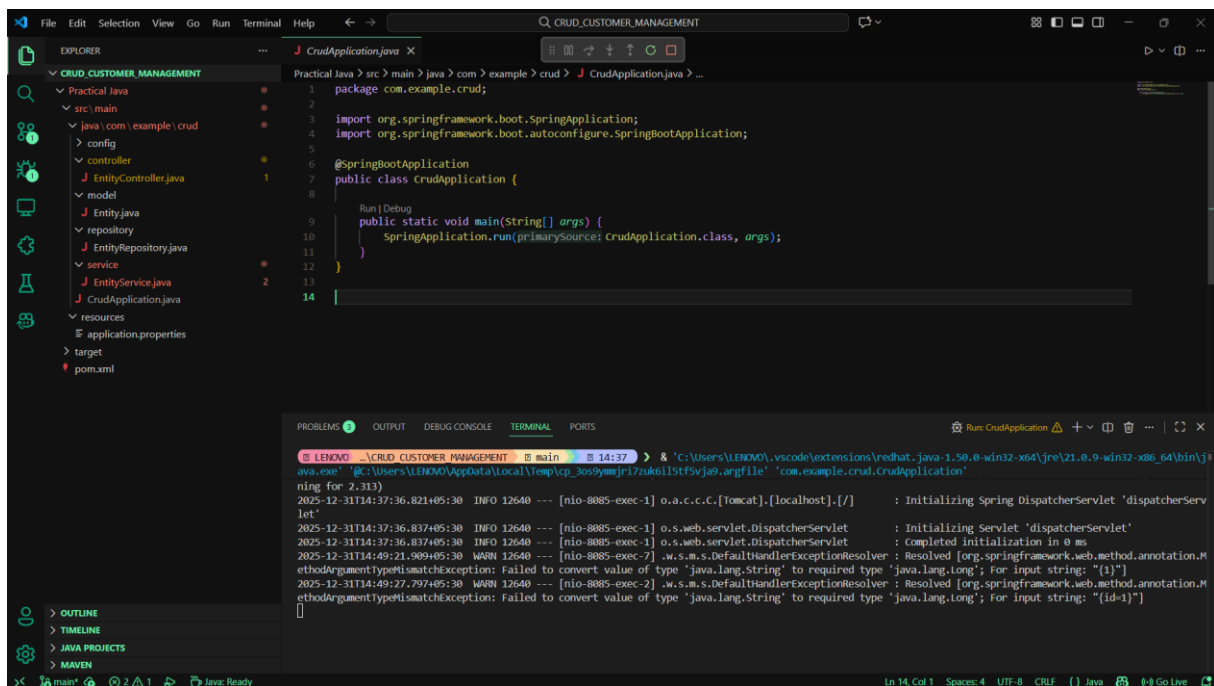 File Edit Selection View Go Run Terminal Help
CRUD_CUSTOMER_MANAGEMENT
EXPLORER
CRUD_CUSTOMER_MANAGEMENT
Practical Java
src \ main
java \ com \ example \ crud
config
controller
J EntityController.java 1
model
J Entity.java
repository
J EntityRepository.java
service
J EntityService.java 2
J CrudApplication.java
resources
application.properties
target
pom.xml
OUTLINE
TIMELINE
JAVA PROJECTS
MAVEN
J CrudApplication.java
Practical Java > src > main > java > com > example > crud > J CrudApplication.java > ...
1 package com.example.crud;
2
3 import org.springframework.boot.SpringApplication;
4 import org.springframework.boot.autoconfigure.SpringBootApplication;
5
6 @SpringBootApplication
7 public class CrudApplication {
8
Run | Debug
9 public static void main(String[] args) {
10 SpringApplication.run(primarySource: CrudApplication.class, args);
11 }
12 }
13
14
PROBLEMS 3 OUTPUT DEBUG CONSOLE TERMINAL PORTS
Run: CrudApplication
LENOVO ..\CRUD_CUSTOMER_MANAGEMENT main 14:37 & 'C:\Users\LENOVO\.vscode\extensions\redhat.java-1.50.0-win32-x64\jre\21.0.9-win32-x86_64\bin\j
ava.exe' '@C:\Users\LENOVO\AppData\Local\Temp\cp_3os9ymmjri7zuk6il5tf5vja9.argfile' 'com.example.crud.CrudApplication'
ning for 2.313)
2025-12-31T14:37:36.821+05:30 INFO 12640 --- [nio-8085-exec-1] o.a.c.c.C.[Tomcat].[localhost].[/] : Initializing Spring DispatcherServlet 'dispatcherServ
let'
2025-12-31T14:37:36.837+05:30 INFO 12640 --- [nio-8085-exec-1] o.s.web.servlet.DispatcherServlet : Initializing Servlet 'dispatcherServlet'
2025-12-31T14:37:36.837+05:30 INFO 12640 --- [nio-8085-exec-1] o.s.web.servlet.DispatcherServlet : Completed initialization in 0 ms
2025-12-31T14:49:21.909+05:30 WARN 12640 --- [nio-8085-exec-7] .w.s.m.s.DefaultHandlerExceptionResolver : Resolved [org.springframework.web.method.annotation.M
ethodArgumentTypeMismatchException: Failed to convert value of type 'java.lang.String' to required type 'java.lang.Long'; For input string: "{1}"]
2025-12-31T14:49:27.797+05:30 WARN 12640 --- [nio-8085-exec-2] .w.s.m.s.DefaultHandlerExceptionResolver : Resolved [org.springframework.web.method.annotation.M
ethodArgumentTypeMismatchException: Failed to convert value of type 'java.lang.String' to required type 'java.lang.Long'; For input string: "{id=1}"]
main* 2 1 Java: Ready Ln 14, Col 1 Spaces: 4 UTF-8 CRLF {} Java Go Live